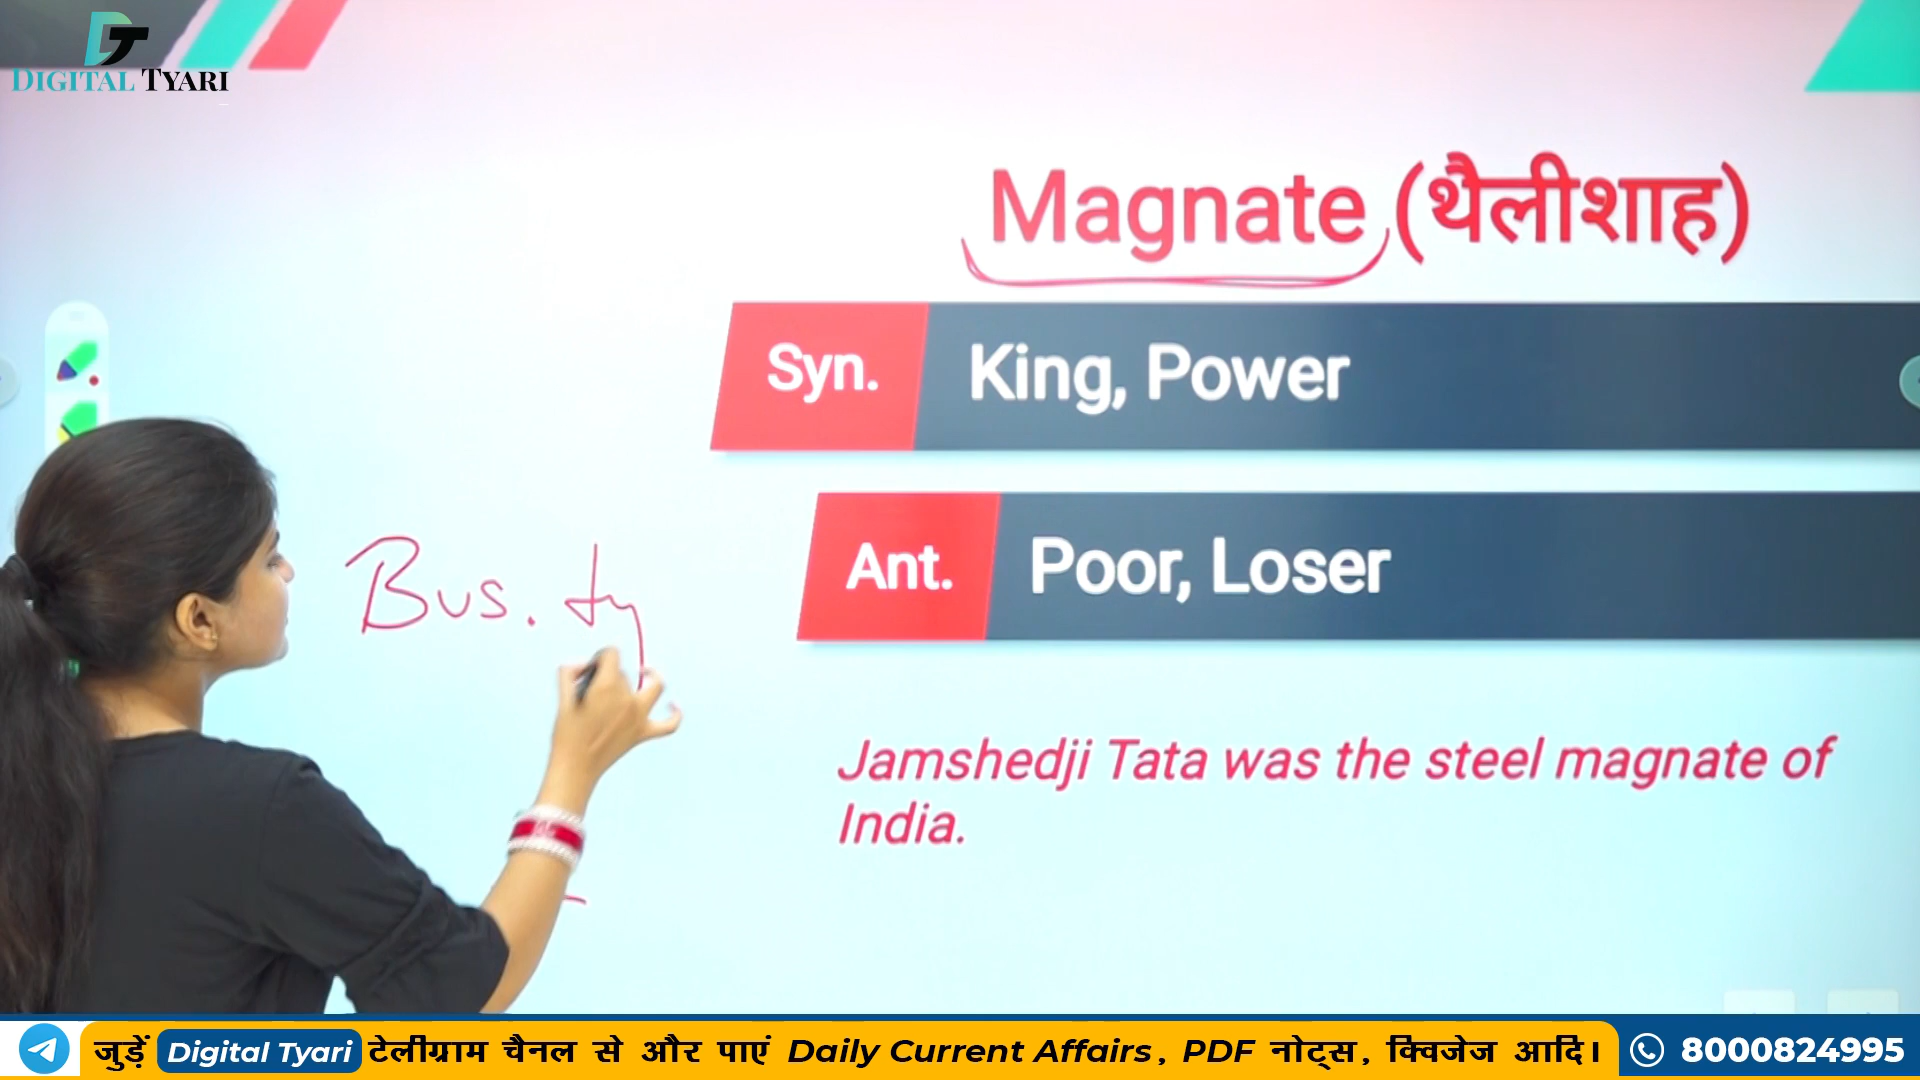 DIGITAL TYARI
Magnate (थैलीशाह)
Syn. King, Power
Ant. Poor, Loser
Bus. ty
Jamshedji Tata was the steel magnate of
India.
जुड़ें Digital Tyari टेलीग्राम चैनल से और पाएं Daily Current Affairs, PDF नोट्स, क्विजेज आदि। 8000824995